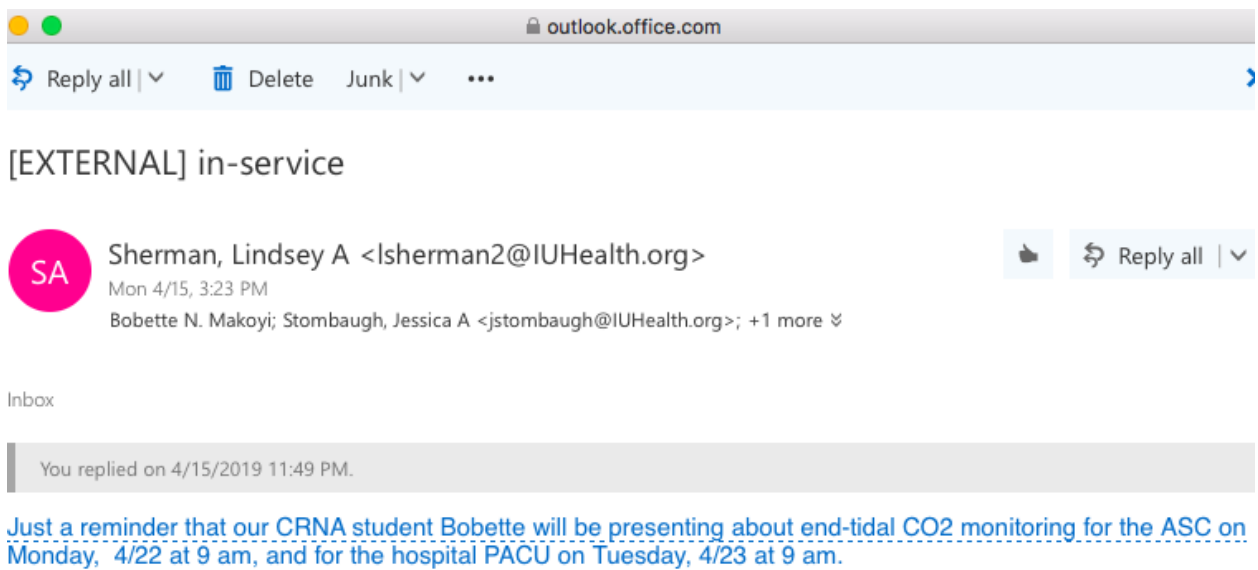 outlook.office.com
Reply all | Delete Junk | •••
[EXTERNAL] in-service
SA
Sherman, Lindsey A <lsherman2@IUHealth.org>
Reply all |
Mon 4/15, 3:23 PM
Bobette N. Makoyi; Stombaugh, Jessica A <jstombaugh@IUHealth.org>; +1 more
Inbox
You replied on 4/15/2019 11:49 PM.
Just a reminder that our CRNA student Bobette will be presenting about end-tidal CO2 monitoring for the ASC on
Monday,  4/22 at 9 am, and for the hospital PACU on Tuesday, 4/23 at 9 am.